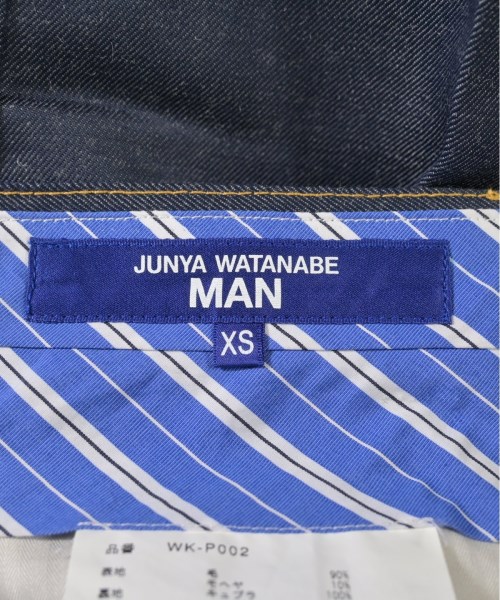 JUNYA WATANABE
MAN
XS
品番 WK-P002
表地 毛 90%
モヘヤ 10%
裏地 キュプラ 100%